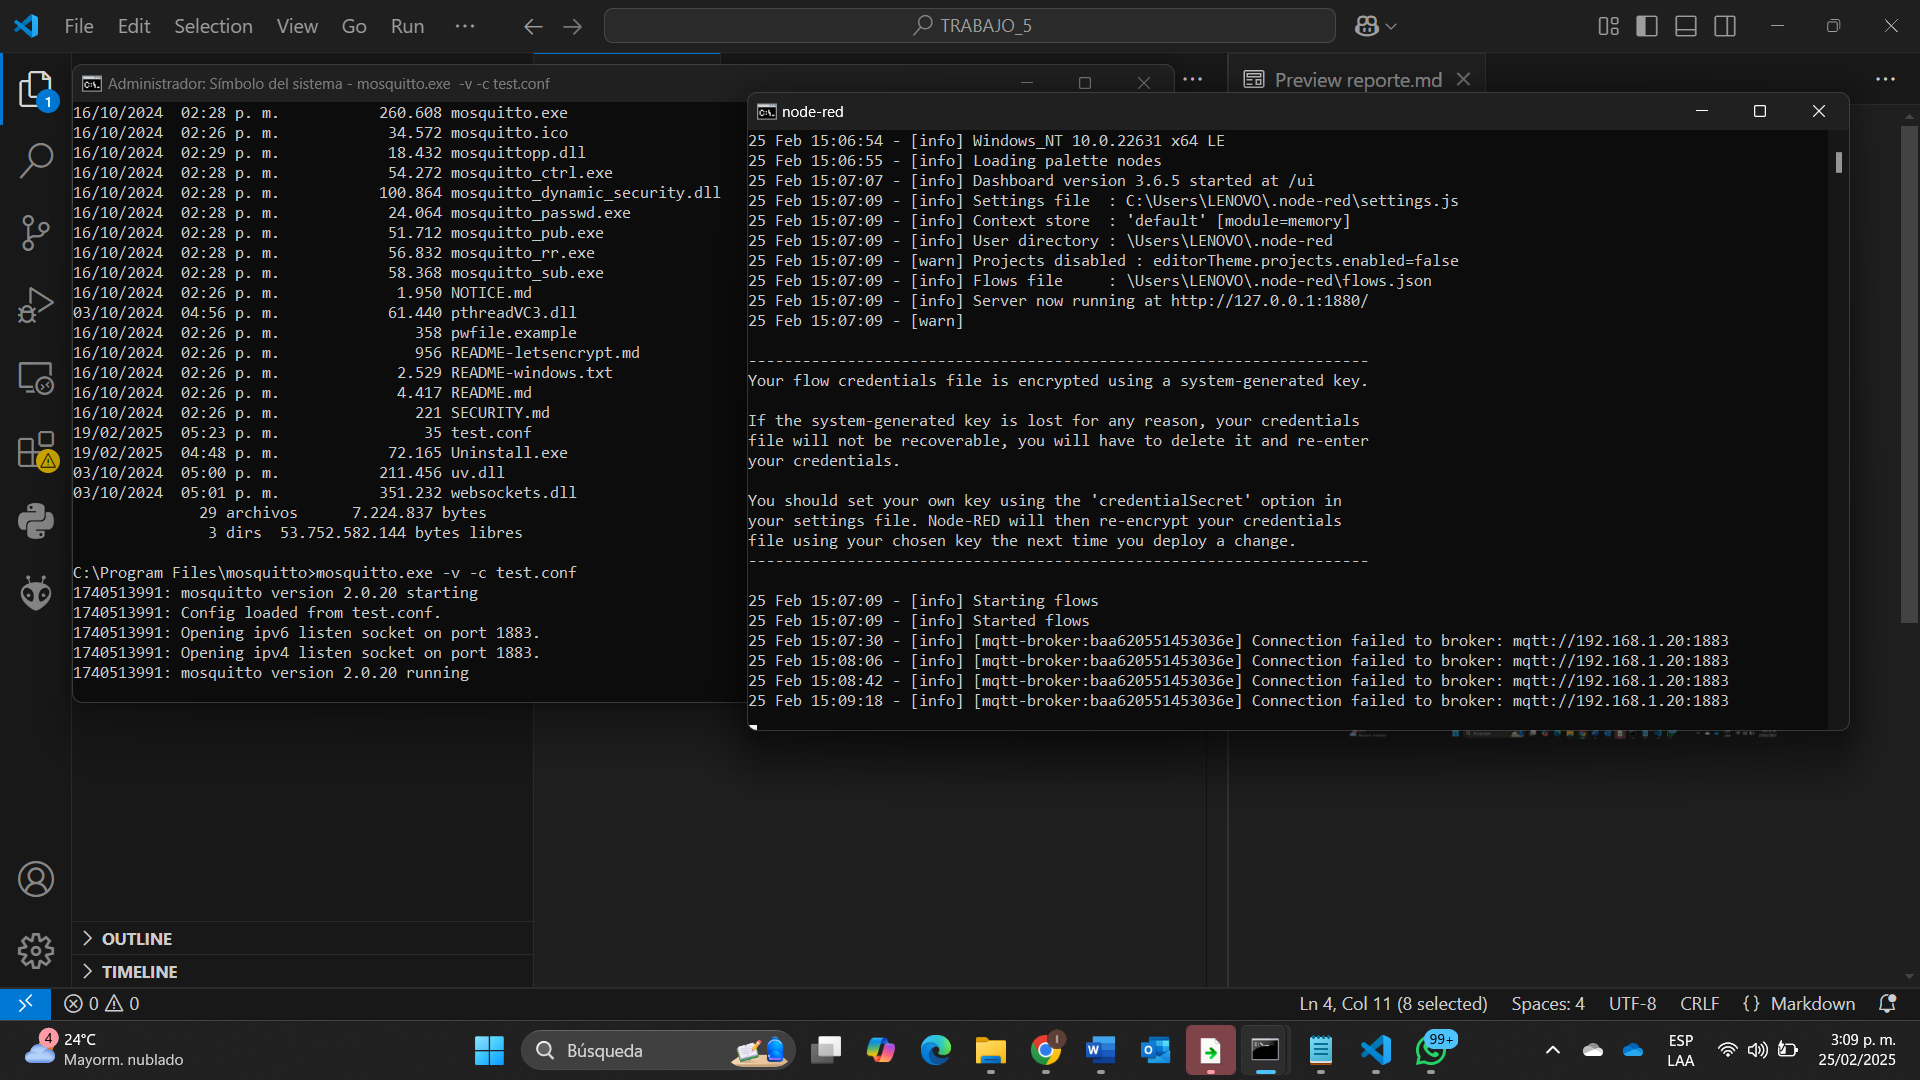 File Edit Selection View Go Run ···
TRABAJO_5
Administrador: Símbolo del sistema - mosquitto.exe -v -c test.conf
16/10/2024 02:28 p. m. 260.608 mosquitto.exe
16/10/2024 02:26 p. m. 34.572 mosquitto.ico
16/10/2024 02:29 p. m. 18.432 mosquittopp.dll
16/10/2024 02:28 p. m. 54.272 mosquitto_ctrl.exe
16/10/2024 02:28 p. m. 100.864 mosquitto_dynamic_security.dll
16/10/2024 02:28 p. m. 24.064 mosquitto_passwd.exe
16/10/2024 02:28 p. m. 51.712 mosquitto_pub.exe
16/10/2024 02:28 p. m. 56.832 mosquitto_rr.exe
16/10/2024 02:28 p. m. 58.368 mosquitto_sub.exe
16/10/2024 02:26 p. m. 1.950 NOTICE.md
03/10/2024 04:56 p. m. 61.440 pthreadVC3.dll
16/10/2024 02:26 p. m. 358 pwfile.example
16/10/2024 02:26 p. m. 956 README-letsencrypt.md
16/10/2024 02:26 p. m. 2.529 README-windows.txt
16/10/2024 02:26 p. m. 4.417 README.md
16/10/2024 02:26 p. m. 221 SECURITY.md
19/02/2025 05:23 p. m. 35 test.conf
19/02/2025 04:48 p. m. 72.165 Uninstall.exe
03/10/2024 05:00 p. m. 211.456 uv.dll
03/10/2024 05:01 p. m. 351.232 websockets.dll
29 archivos 7.224.837 bytes
3 dirs 53.752.582.144 bytes libres
C:\Program Files\mosquitto>mosquitto.exe -v -c test.conf
1740513991: mosquitto version 2.0.20 starting
1740513991: Config loaded from test.conf.
1740513991: Opening ipv6 listen socket on port 1883.
1740513991: Opening ipv4 listen socket on port 1883.
1740513991: mosquitto version 2.0.20 running
Preview reporte.md
node-red
25 Feb 15:06:54 - [info] Windows_NT 10.0.22631 x64 LE
25 Feb 15:06:55 - [info] Loading palette nodes
25 Feb 15:07:07 - [info] Dashboard version 3.6.5 started at /ui
25 Feb 15:07:09 - [info] Settings file : C:\Users\LENOVO\.node-red\settings.js
25 Feb 15:07:09 - [info] Context store : 'default' [module=memory]
25 Feb 15:07:09 - [info] User directory : \Users\LENOVO\.node-red
25 Feb 15:07:09 - [warn] Projects disabled : editorTheme.projects.enabled=false
25 Feb 15:07:09 - [info] Flows file : \Users\LENOVO\.node-red\flows.json
25 Feb 15:07:09 - [info] Server now running at http://127.0.0.1:1880/
25 Feb 15:07:09 - [warn]
---------------------------------------------------------------------
Your flow credentials file is encrypted using a system-generated key.
If the system-generated key is lost for any reason, your credentials
file will not be recoverable, you will have to delete it and re-enter
your credentials.
You should set your own key using the 'credentialSecret' option in
your settings file. Node-RED will then re-encrypt your credentials
file using your chosen key the next time you deploy a change.
---------------------------------------------------------------------
25 Feb 15:07:09 - [info] Starting flows
25 Feb 15:07:09 - [info] Started flows
25 Feb 15:07:30 - [info] [mqtt-broker:baa620551453036e] Connection failed to broker: mqtt://192.168.1.20:1883
25 Feb 15:08:06 - [info] [mqtt-broker:baa620551453036e] Connection failed to broker: mqtt://192.168.1.20:1883
25 Feb 15:08:42 - [info] [mqtt-broker:baa620551453036e] Connection failed to broker: mqtt://192.168.1.20:1883
25 Feb 15:09:18 - [info] [mqtt-broker:baa620551453036e] Connection failed to broker: mqtt://192.168.1.20:1883
1
OUTLINE
TIMELINE
0 0
Ln 4, Col 11 (8 selected) Spaces: 4 UTF-8 CRLF {} Markdown
4
24°C
Mayorm. nublado
Búsqueda
99+
ESP
LAA
3:09 p. m.
25/02/2025